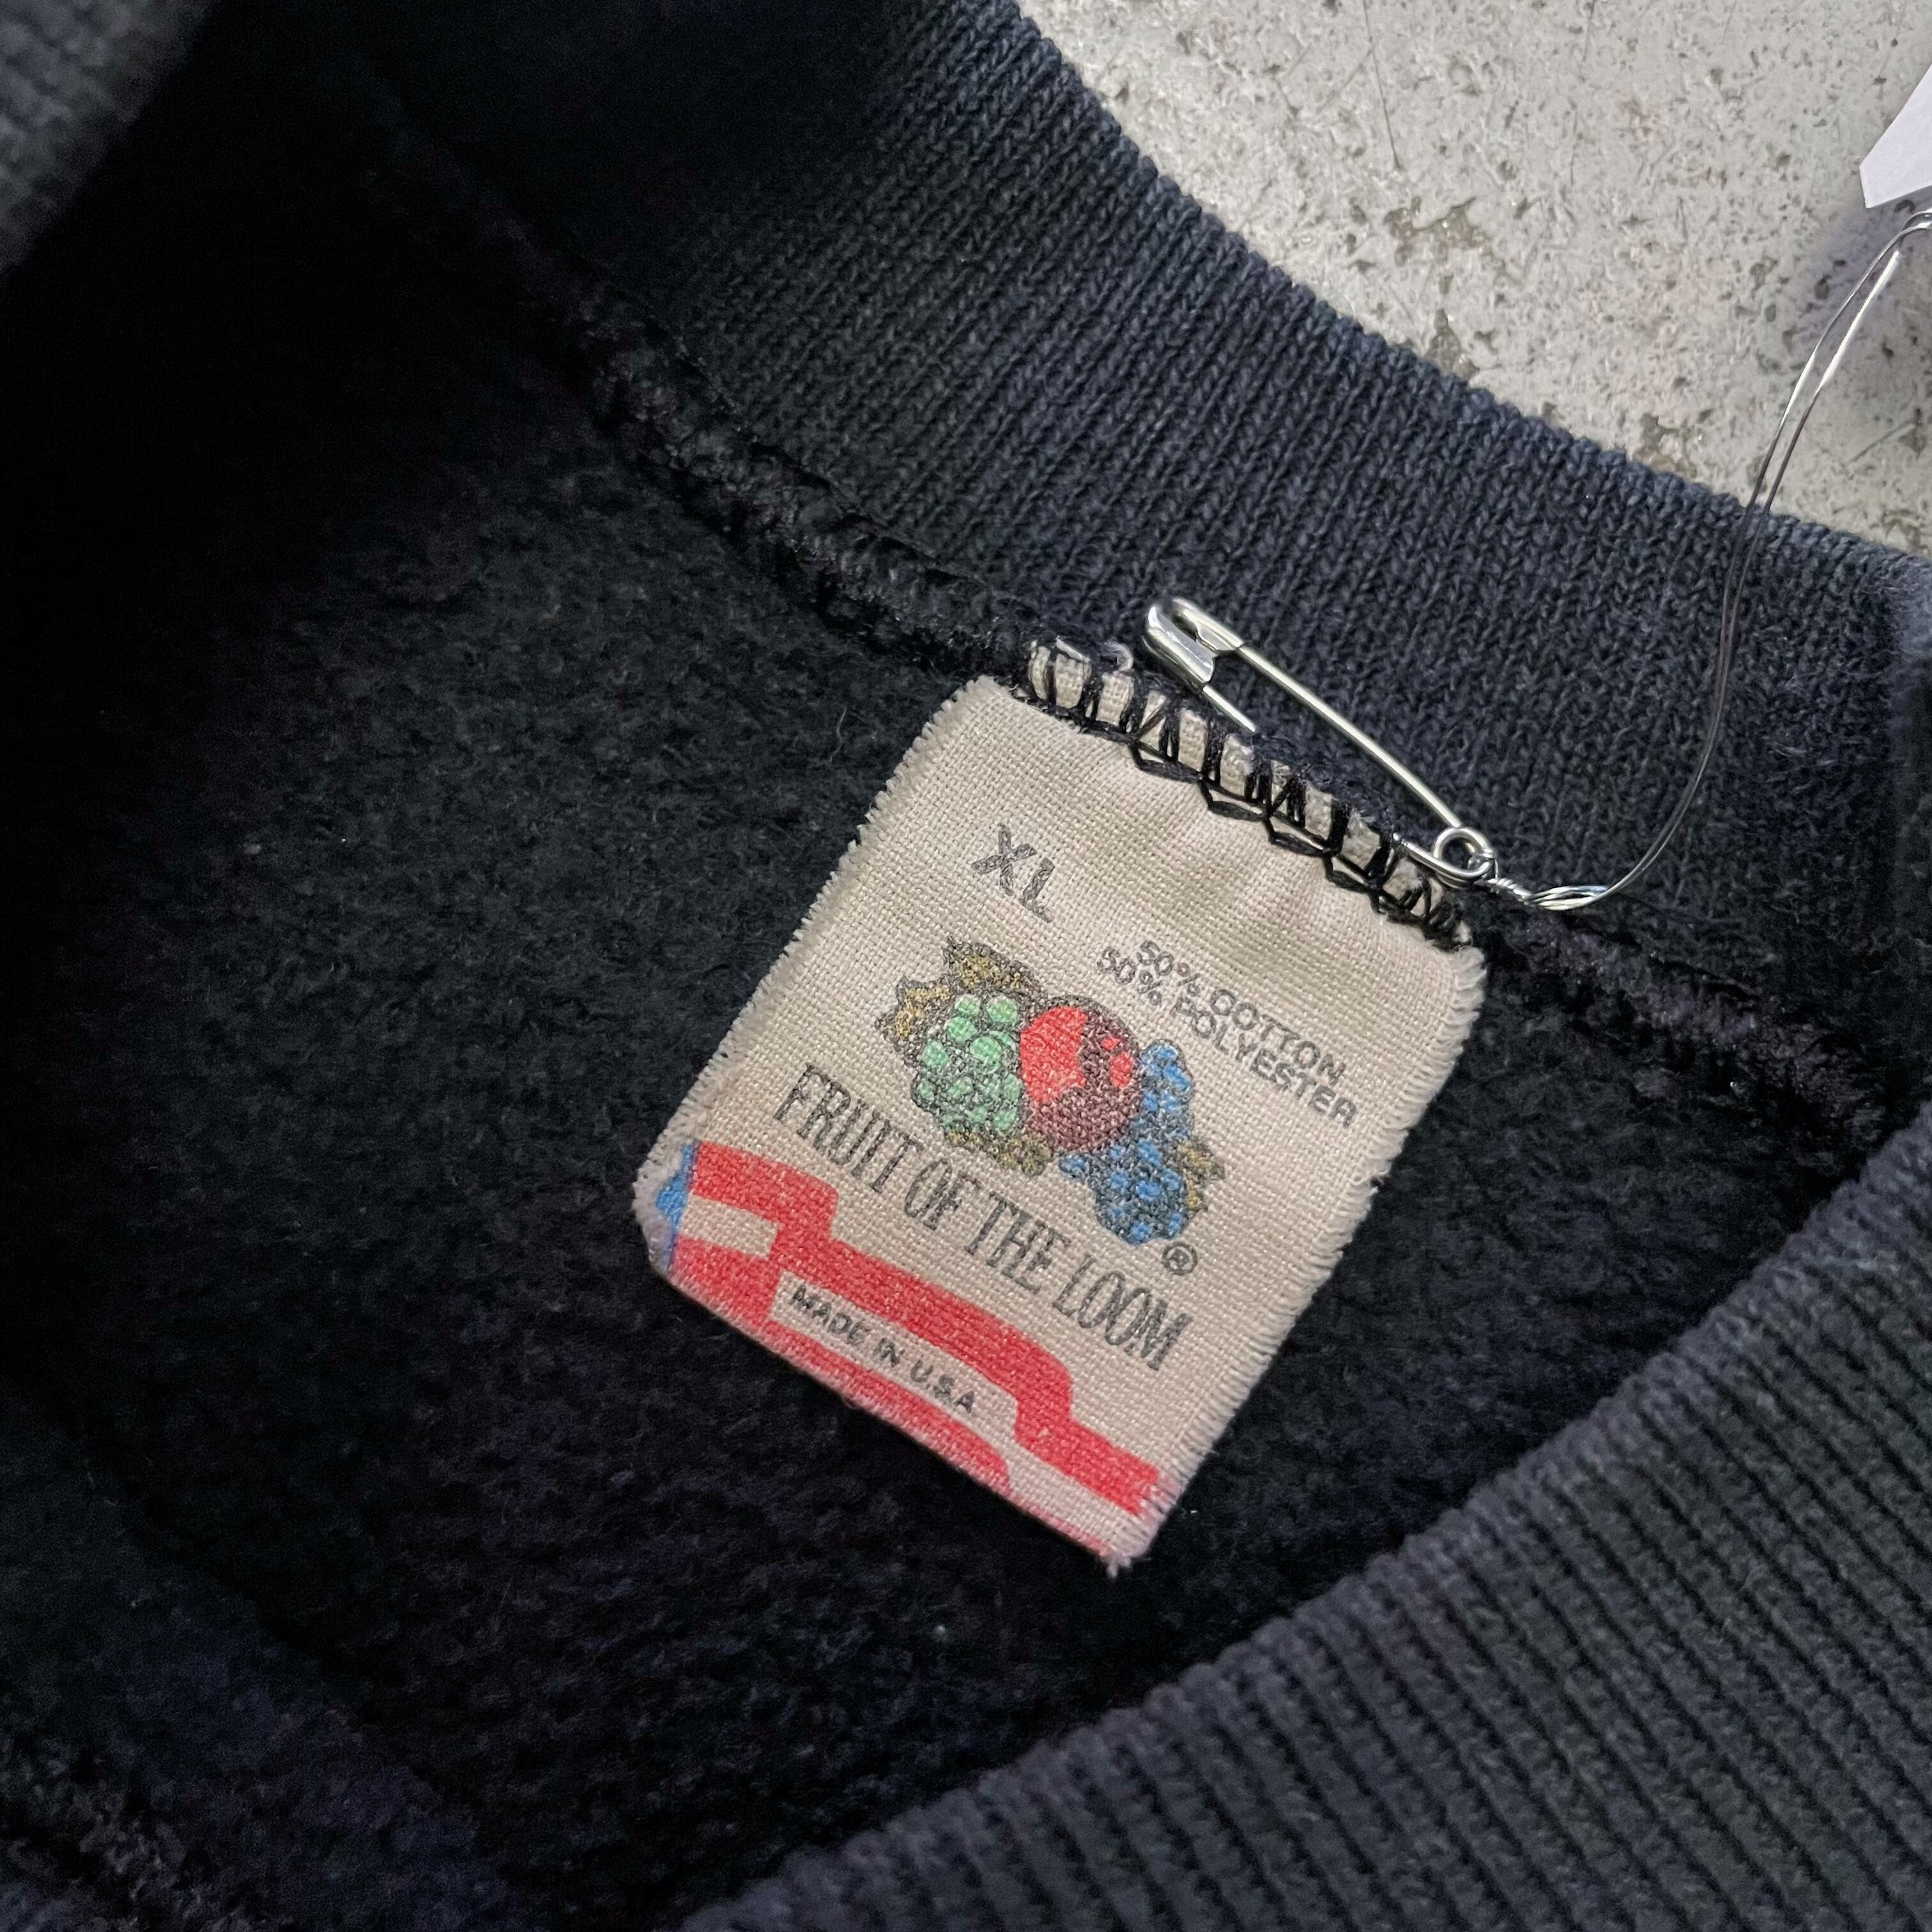 XL
50% COTTON
50% POLYESTER
FRUIT OF THE LOOM®
MADE IN U.S.A